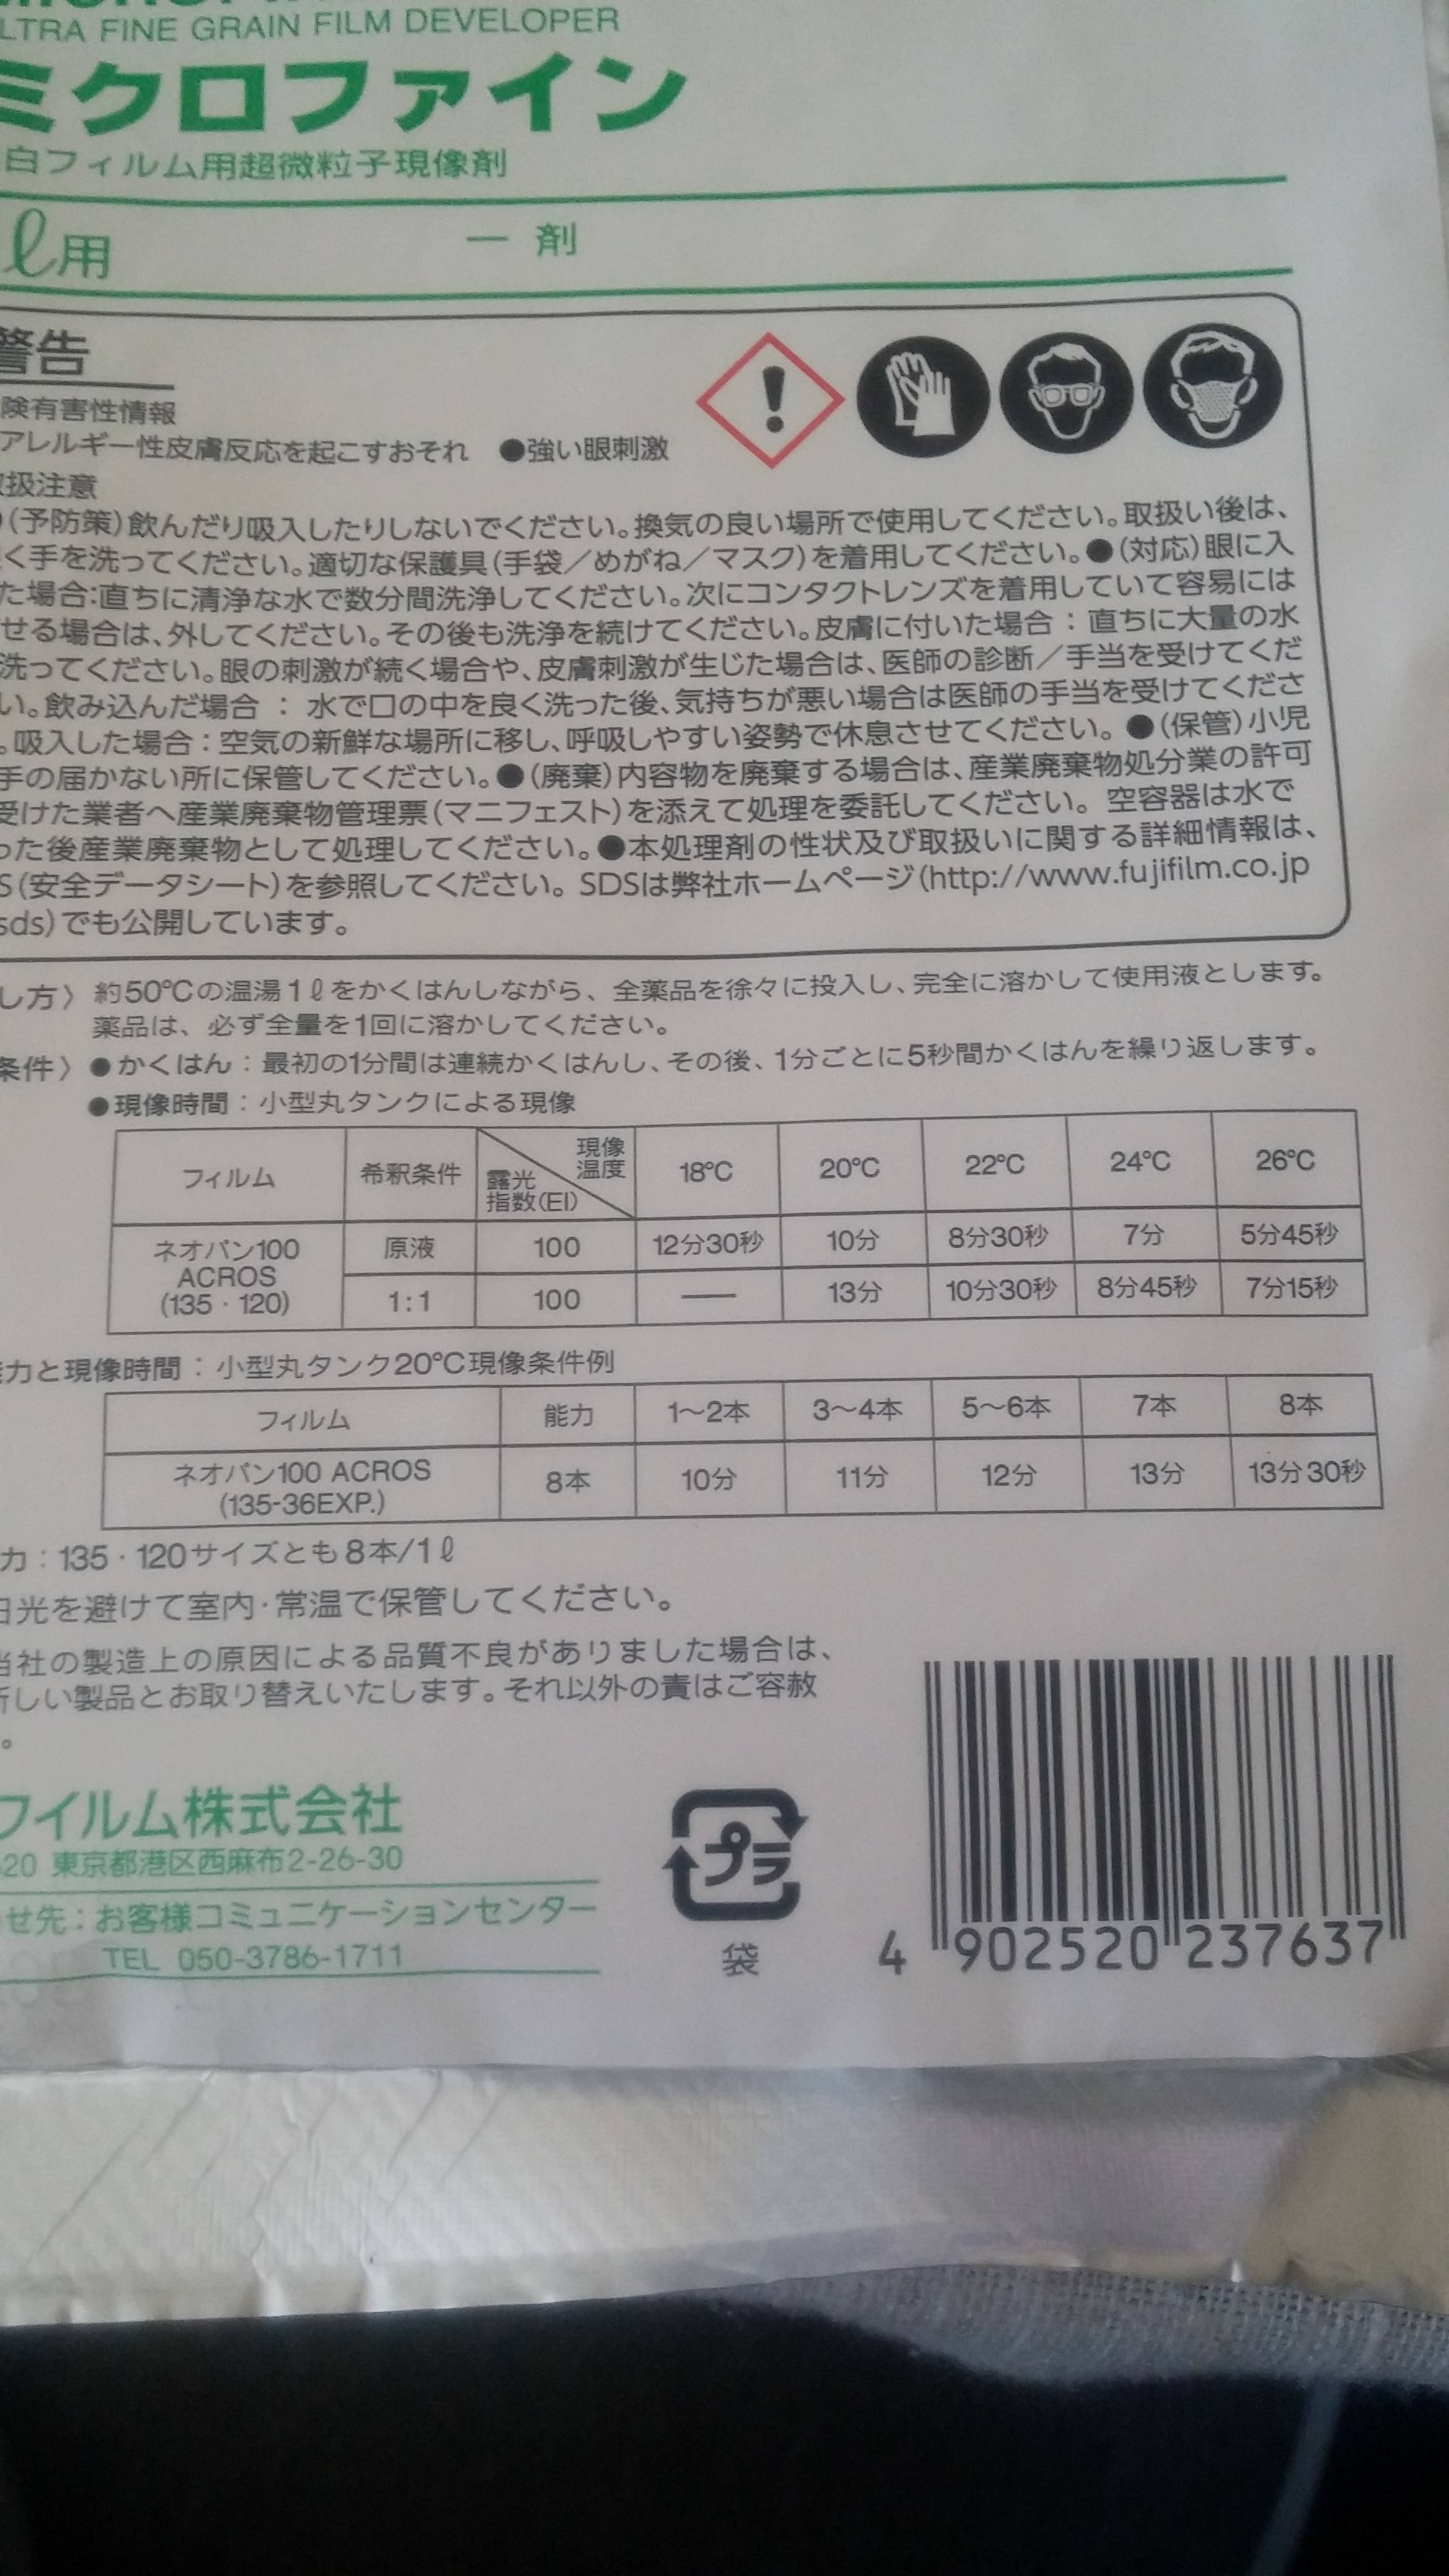 LTRA FINE GRAIN FILM DEVELOPER
ミクロファイン
白フィルム用超微粒子現像剤
ℓ用 一剤
警告
険有害性情報
アレルギー性皮膚反応を起こすおそれ ●強い眼刺激
扱注意
(予防策)飲んだり吸入したりしないでください。換気の良い場所で使用してください。取扱い後は、
く手を洗ってください。適切な保護具(手袋／めがね／マスク)を着用してください。●(対応)眼に入
た場合:直ちに清浄な水で数分間洗浄してください。次にコンタクトレンズを着用していて容易には
せる場合は、外してください。その後も洗浄を続けてください。皮膚に付いた場合：直ちに大量の水
洗ってください。眼の刺激が続く場合や、皮膚刺激が生じた場合は、医師の診断／手当を受けてくだ
い。飲み込んだ場合：水で口の中を良く洗った後、気持ちが悪い場合は医師の手当を受けてくださ
。吸入した場合：空気の新鮮な場所に移し、呼吸しやすい姿勢で休息させてください。●(保管)小児
手の届かない所に保管してください。●(廃棄)内容物を廃棄する場合は、産業廃棄物処分業の許可
受けた業者へ産業廃棄物管理票(マニフェスト)を添えて処理を委託してください。空容器は水で
った後産業廃棄物として処理してください。●本処理剤の性状及び取扱いに関する詳細情報は、
S(安全データシート)を参照してください。SDSは弊社ホームページ(http://www.fujifilm.co.jp
sds)でも公開しています。
し方〉約50℃の温湯1ℓをかくはんしながら、全薬品を徐々に投入し、完全に溶かして使用液とします。
薬品は、必ず全量を1回に溶かしてください。
条件〉●かくはん：最初の1分間は連続かくはんし、その後、1分ごとに5秒間かくはんを繰り返します。
●現像時間：小型丸タンクによる現像
フィルム 希釈条件 露光指数(EI) 現像温度 18℃ 20℃ 22℃ 24℃ 26℃
ネオパン100 ACROS (135・120) 原液 100 12分30秒 10分 8分30秒 7分 5分45秒
1:1 100 — 13分 10分30秒 8分45秒 7分15秒
力と現像時間：小型丸タンク20℃現像条件例
フィルム 能力 1〜2本 3〜4本 5〜6本 7本 8本
ネオパン100 ACROS (135-36EXP.) 8本 10分 11分 12分 13分 13分30秒
力：135・120サイズとも8本/1ℓ
日光を避けて室内・常温で保管してください。
当社の製造上の原因による品質不良がありました場合は、
新しい製品とお取り替えいたします。それ以外の責はご容赦
。
フイルム株式会社
20 東京都港区西麻布2-26-30
せ先：お客様コミュニケーションセンター
TEL 050-3786-1711
プラ
袋
4 902520 237637